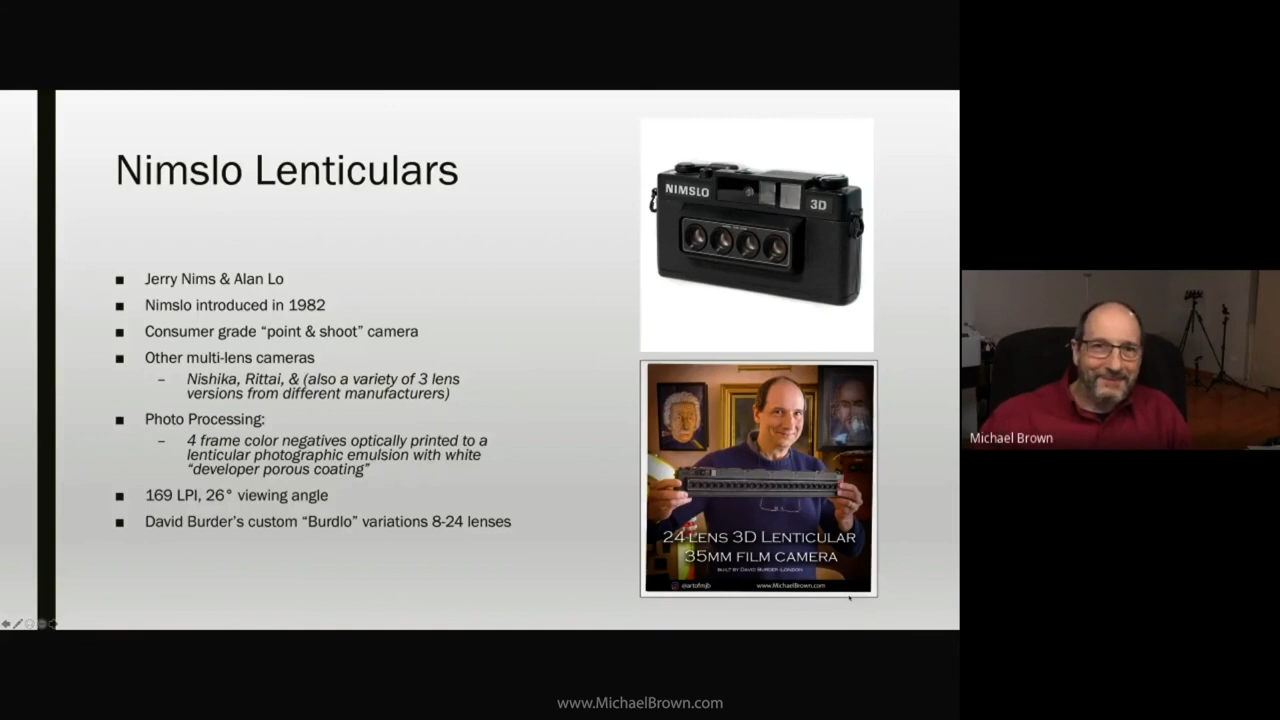 Nimslo Lenticulars
Jerry Nims & Alan Lo
Nimslo introduced in 1982
Consumer grade “point & shoot” camera
Other multi-lens cameras
– Nishika, Rittai, & (also a variety of 3 lens
versions from different manufacturers)
Photo Processing:
– 4 frame color negatives optically printed to a
lenticular photographic emulsion with white
“developer porous coating”
169 LPI, 26° viewing angle
David Burder’s custom “Burdlo” variations 8-24 lenses
NIMSLO
3D
24-LENS 3D LENTICULAR
35MM FILM CAMERA
BUILT BY DAVID BURDER-LONDON
@artofmjb
www.MichaelBrown.com
Michael Brown
www.MichaelBrown.com